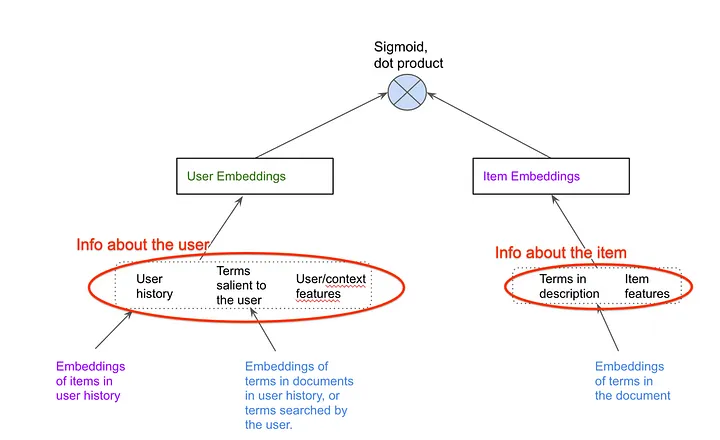 Sigmoid,
dot product
User Embeddings
Item Embeddings
Info about the user
Info about the item
User
history
Terms
salient to
the user
User/context
features
Terms in
description
Item
features
Embeddings
of items in
user history
Embeddings of
terms in documents
in user history, or
terms searched by
the user.
Embeddings
of terms in
the document